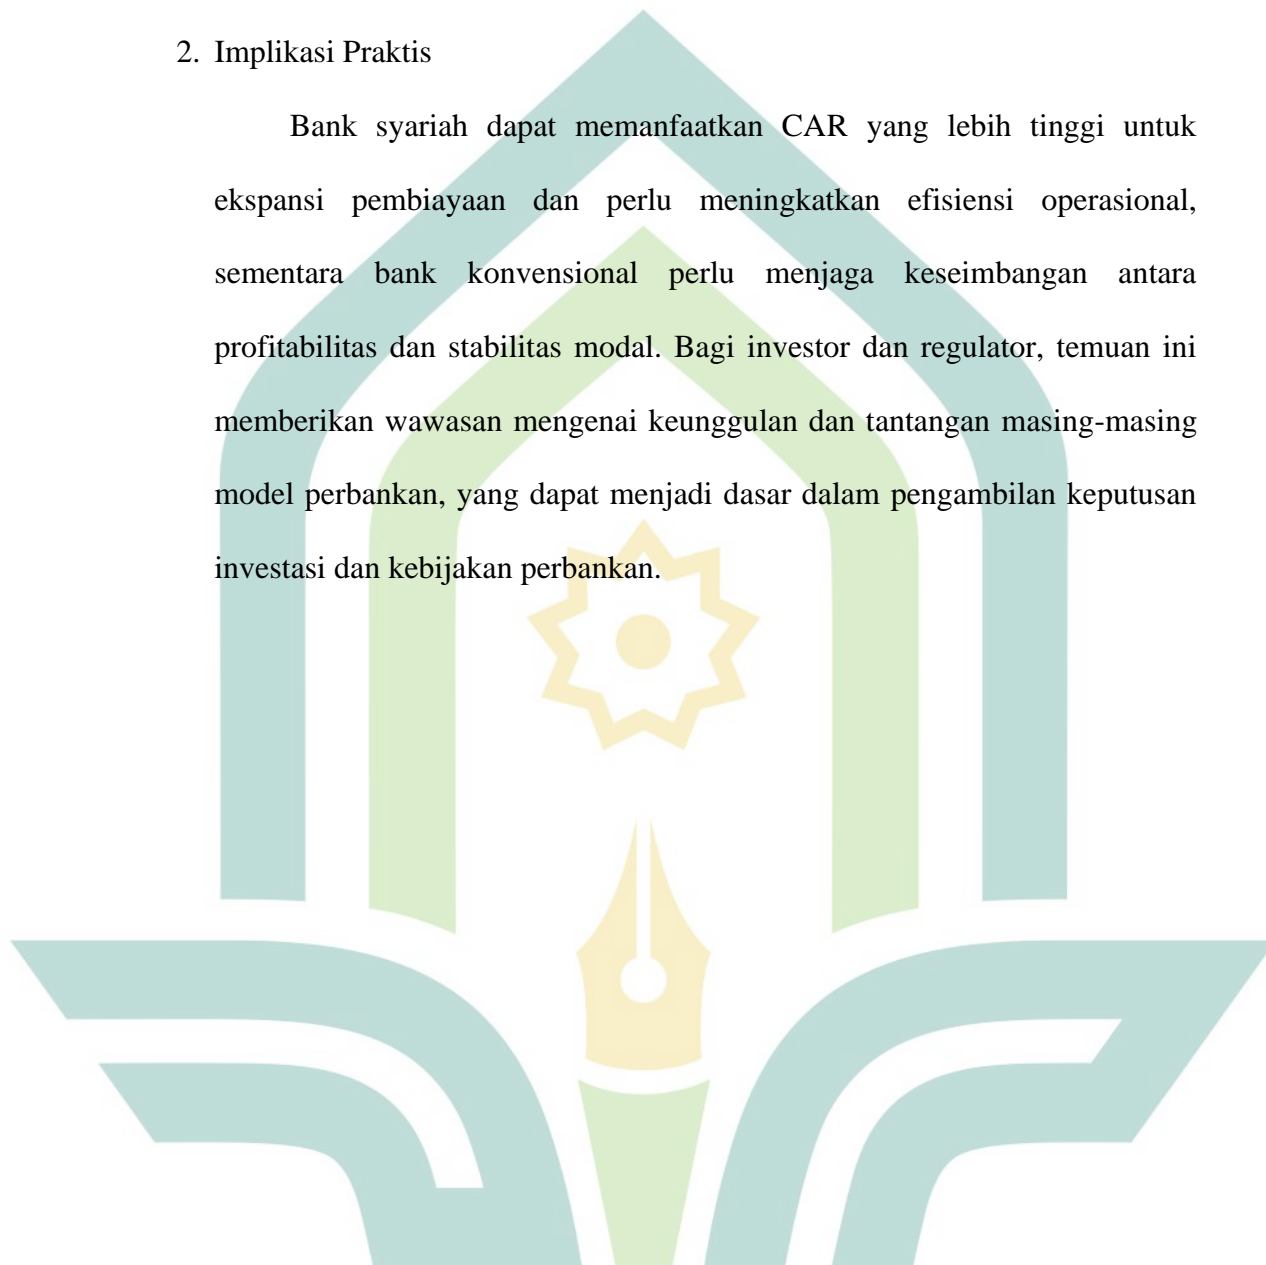 2. Implikasi Praktis
Bank syariah dapat memanfaatkan CAR yang lebih tinggi untuk
ekspansi pembiayaan dan perlu meningkatkan efisiensi operasional,
sementara bank konvensional perlu menjaga keseimbangan antara
profitabilitas dan stabilitas modal. Bagi investor dan regulator, temuan ini
memberikan wawasan mengenai keunggulan dan tantangan masing-masing
model perbankan, yang dapat menjadi dasar dalam pengambilan keputusan
investasi dan kebijakan perbankan.